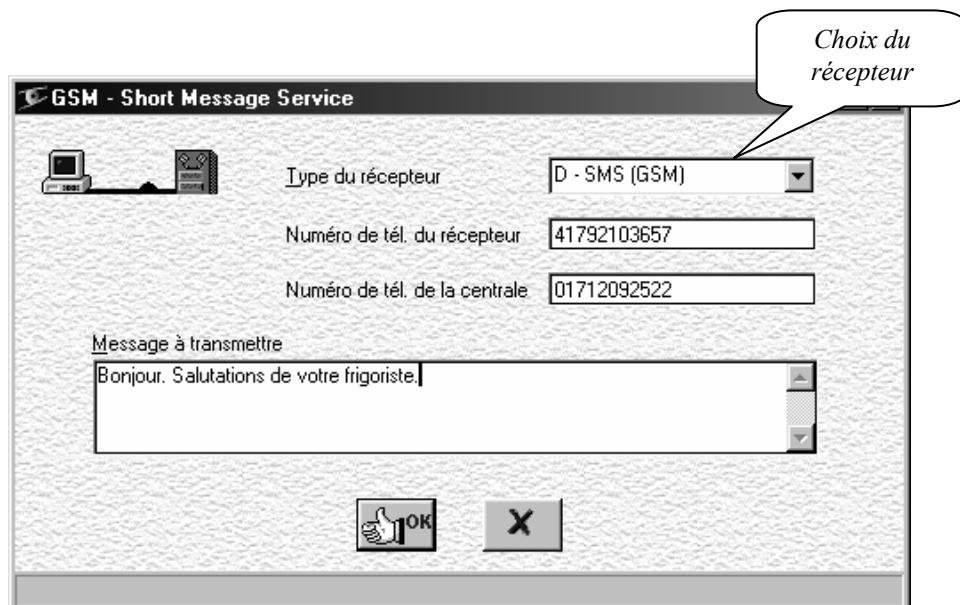 Choix du
récepteur
GSM - Short Message Service
Type du récepteur
D - SMS (GSM)
Numéro de tél. du récepteur
41792103657
Numéro de tél. de la centrale
01712092522
Message à transmettre
Bonjour. Salutations de votre frigoriste.
OK
X